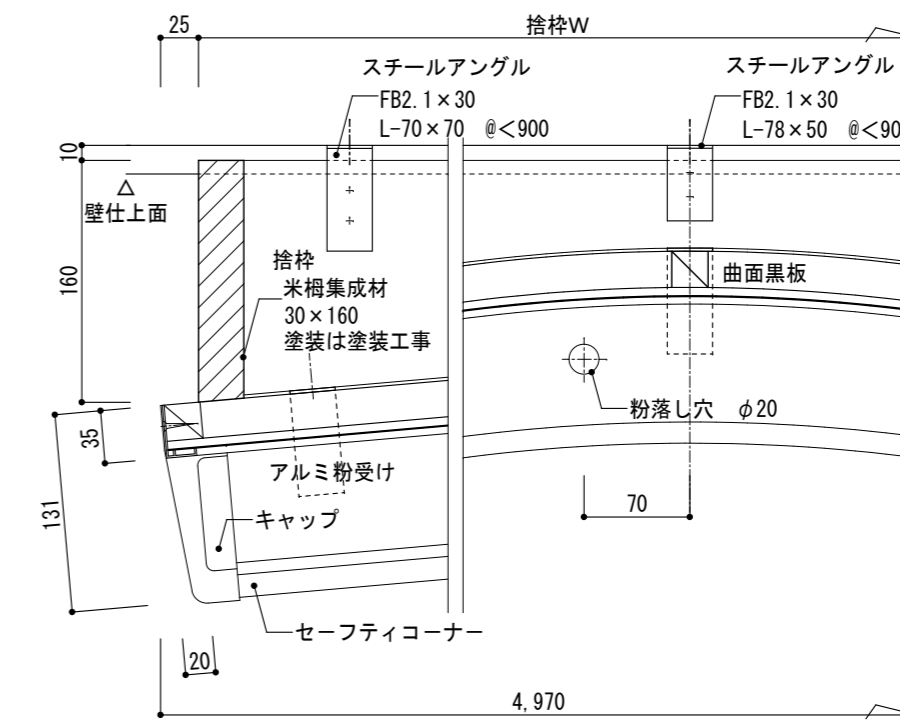 25
捨枠W
スチールアングル
FB2.1×30
L-70×70 @<900
スチールアングル
FB2.1×30
L-78×50 @<90
10
壁仕上面
160
捨枠
米栂集成材
30×160
塗装は塗装工事
曲面黒板
粉落し穴 φ20
35
アルミ粉受け
131
キャップ
70
セーフティコーナー
20
4,970